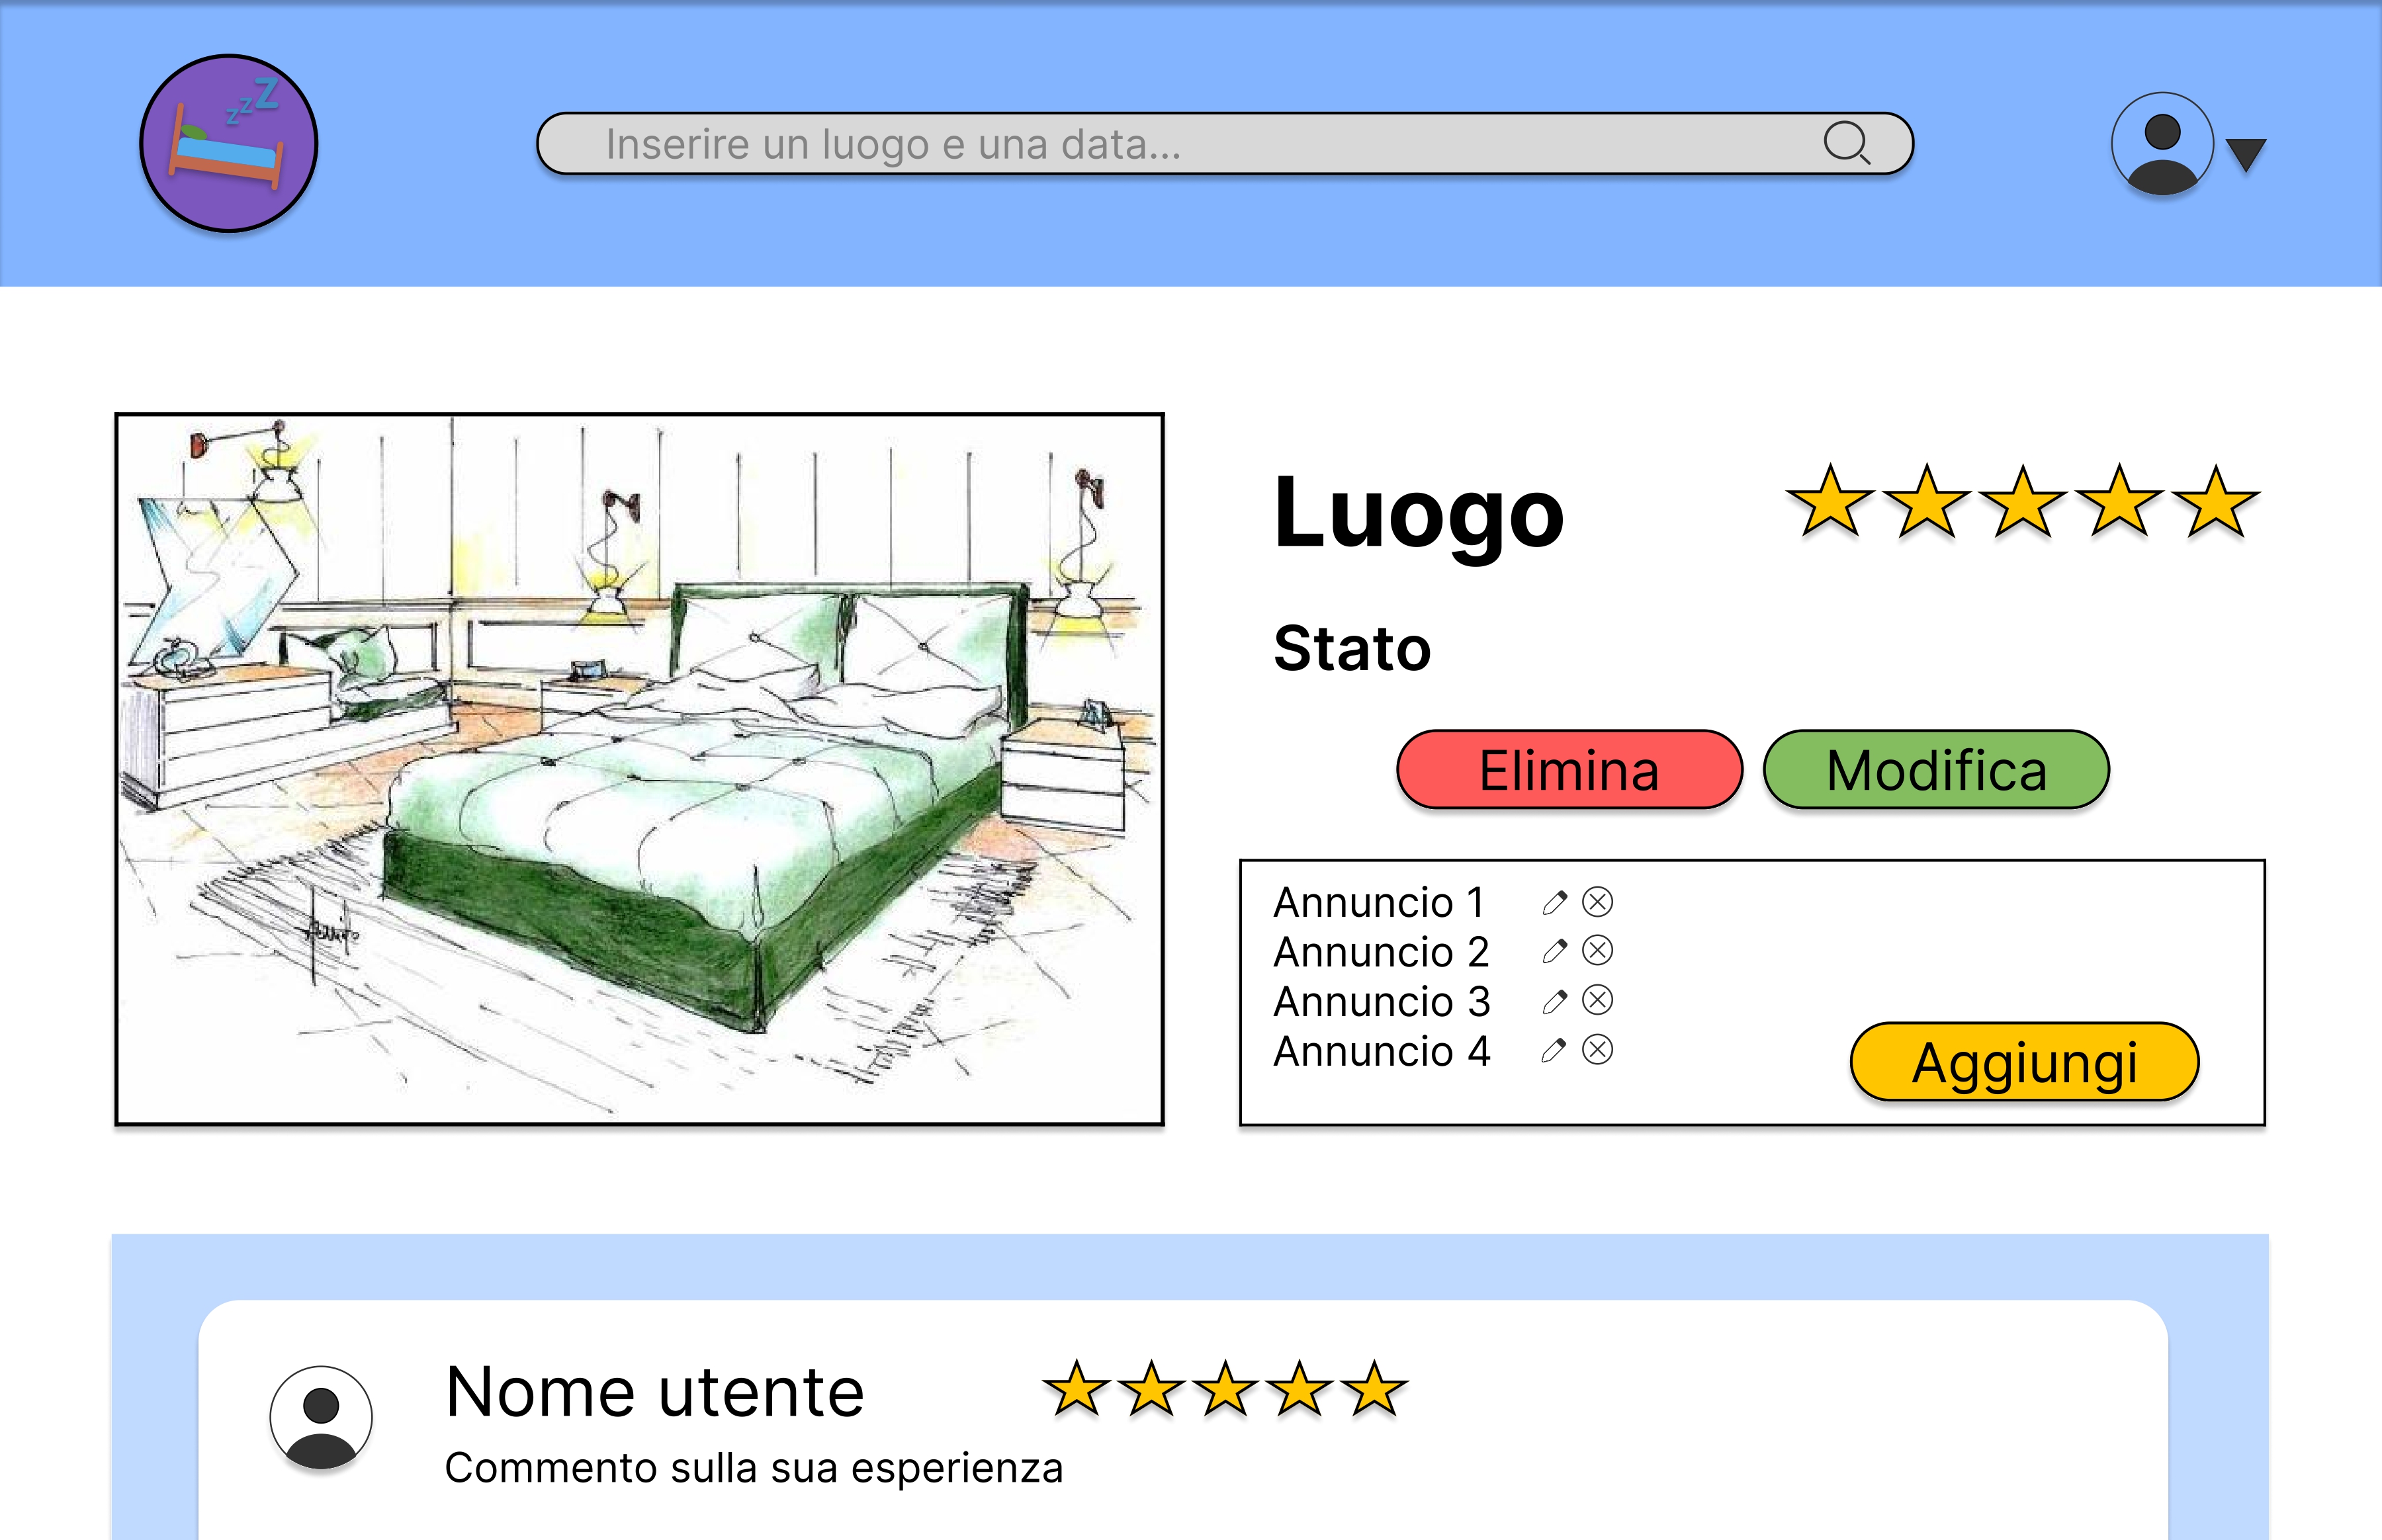 zzZ
Inserire un luogo e una data...
Luogo
Stato
Elimina
Modifica
Annuncio 1
Annuncio 2
Annuncio 3
Annuncio 4
Aggiungi
Nome utente
Commento sulla sua esperienza